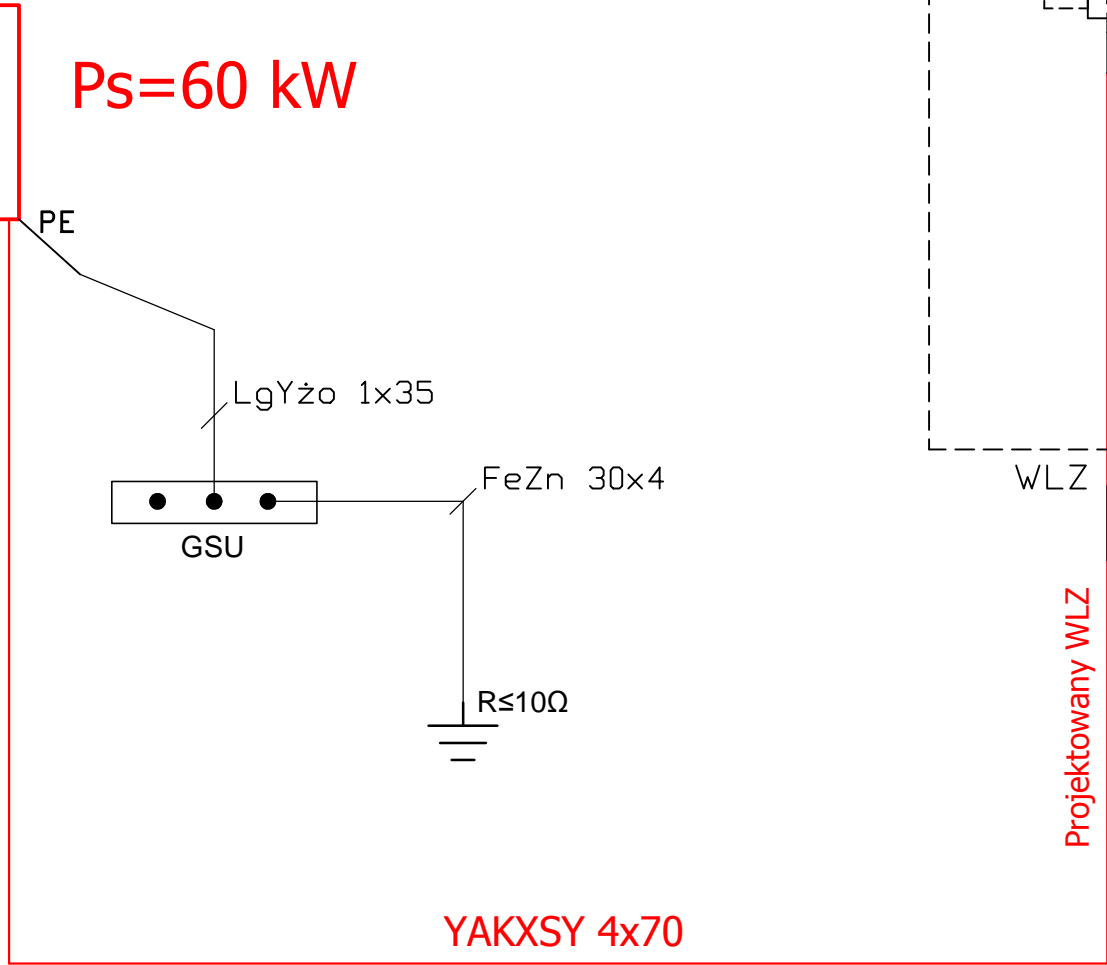 Ps=60 kW
PE
LgYżo 1x35
FeZn 30x4
WLZ
GSU
R≤10Ω
Projektowany WLZ
YAKXSY 4x70